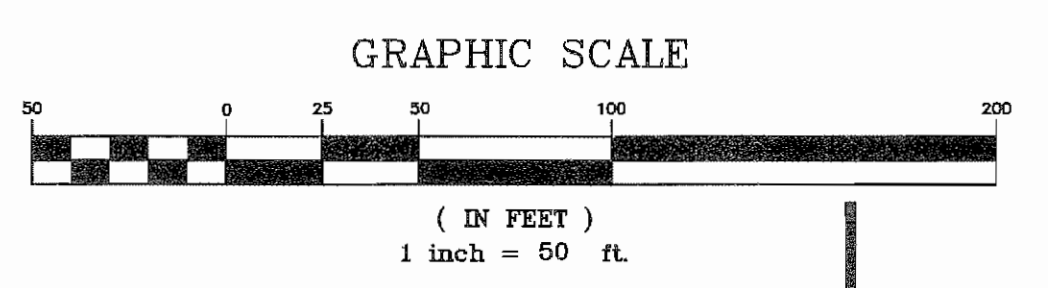 GRAPHIC SCALE
50 0 25 50 100 200
( IN FEET )
1 inch = 50 ft.